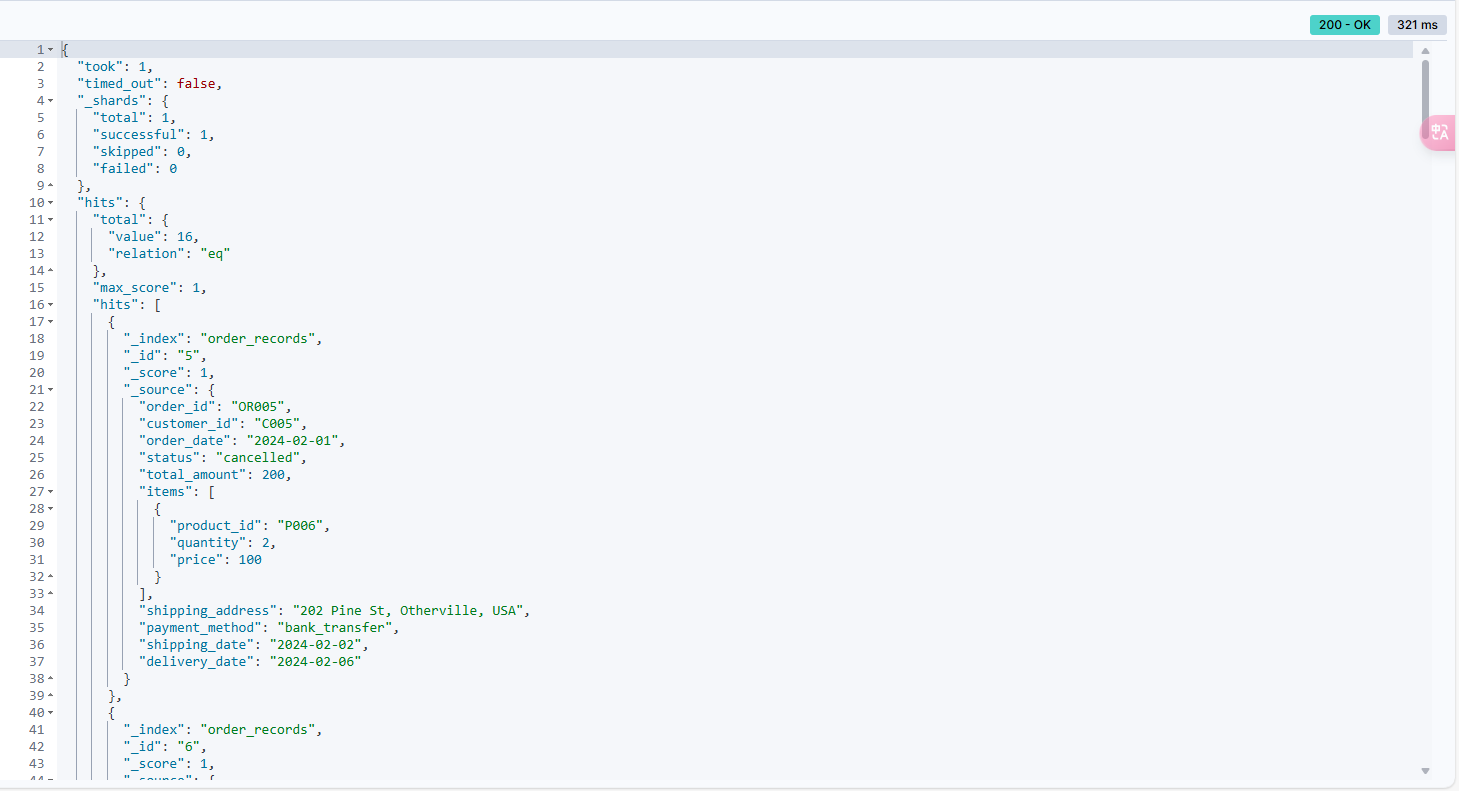 200 - OK 321 ms
1 {
2 "took": 1,
3 "timed_out": false,
4 "_shards": {
5 "total": 1,
6 "successful": 1,
7 "skipped": 0,
8 "failed": 0
9 },
10 "hits": {
11 "total": {
12 "value": 16,
13 "relation": "eq"
14 },
15 "max_score": 1,
16 "hits": [
17 {
18 "_index": "order_records",
19 "_id": "5",
20 "_score": 1,
21 "_source": {
22 "order_id": "OR005",
23 "customer_id": "C005",
24 "order_date": "2024-02-01",
25 "status": "cancelled",
26 "total_amount": 200,
27 "items": [
28 {
29 "product_id": "P006",
30 "quantity": 2,
31 "price": 100
32 }
33 ],
34 "shipping_address": "202 Pine St, Otherville, USA",
35 "payment_method": "bank_transfer",
36 "shipping_date": "2024-02-02",
37 "delivery_date": "2024-02-06"
38 }
39 },
40 {
41 "_index": "order_records",
42 "_id": "6",
43 "_score": 1,
44 "_source": {
中A